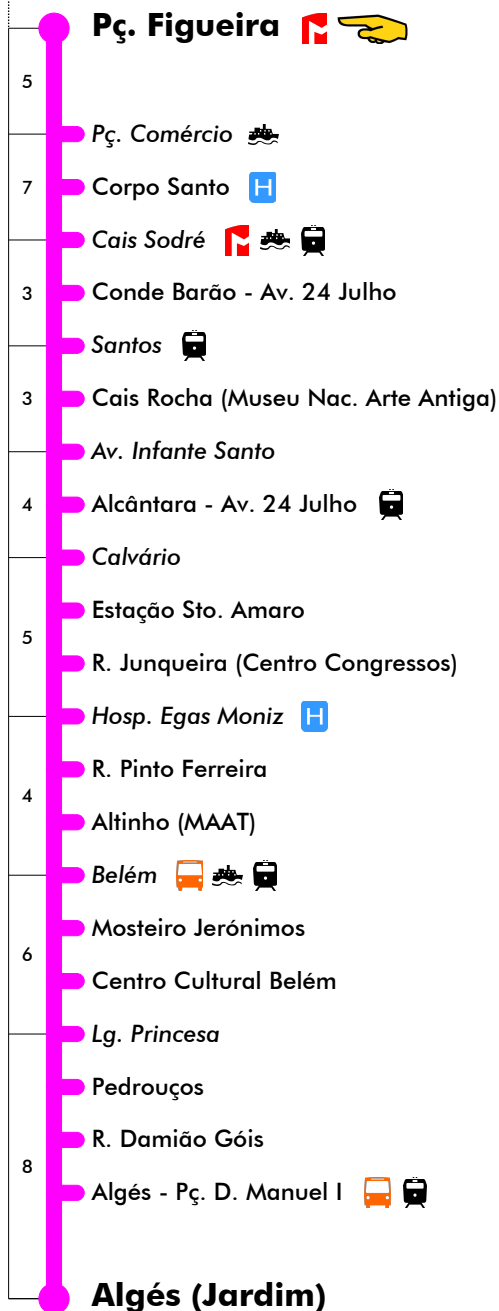 Pç. Figueira
5
Pç. Comércio
7
Corpo Santo H
Cais Sodré
3
Conde Barão - Av. 24 Julho
Santos
3
Cais Rocha (Museu Nac. Arte Antiga)
Av. Infante Santo
4
Alcântara - Av. 24 Julho
Calvário
Estação Sto. Amaro
5
R. Junqueira (Centro Congressos)
Hosp. Egas Moniz H
R. Pinto Ferreira
4
Altinho (MAAT)
Belém
Mosteiro Jerónimos
6
Centro Cultural Belém
Lg. Princesa
Pedrouços
R. Damião Góis
8
Algés - Pç. D. Manuel I
Algés (Jardim)